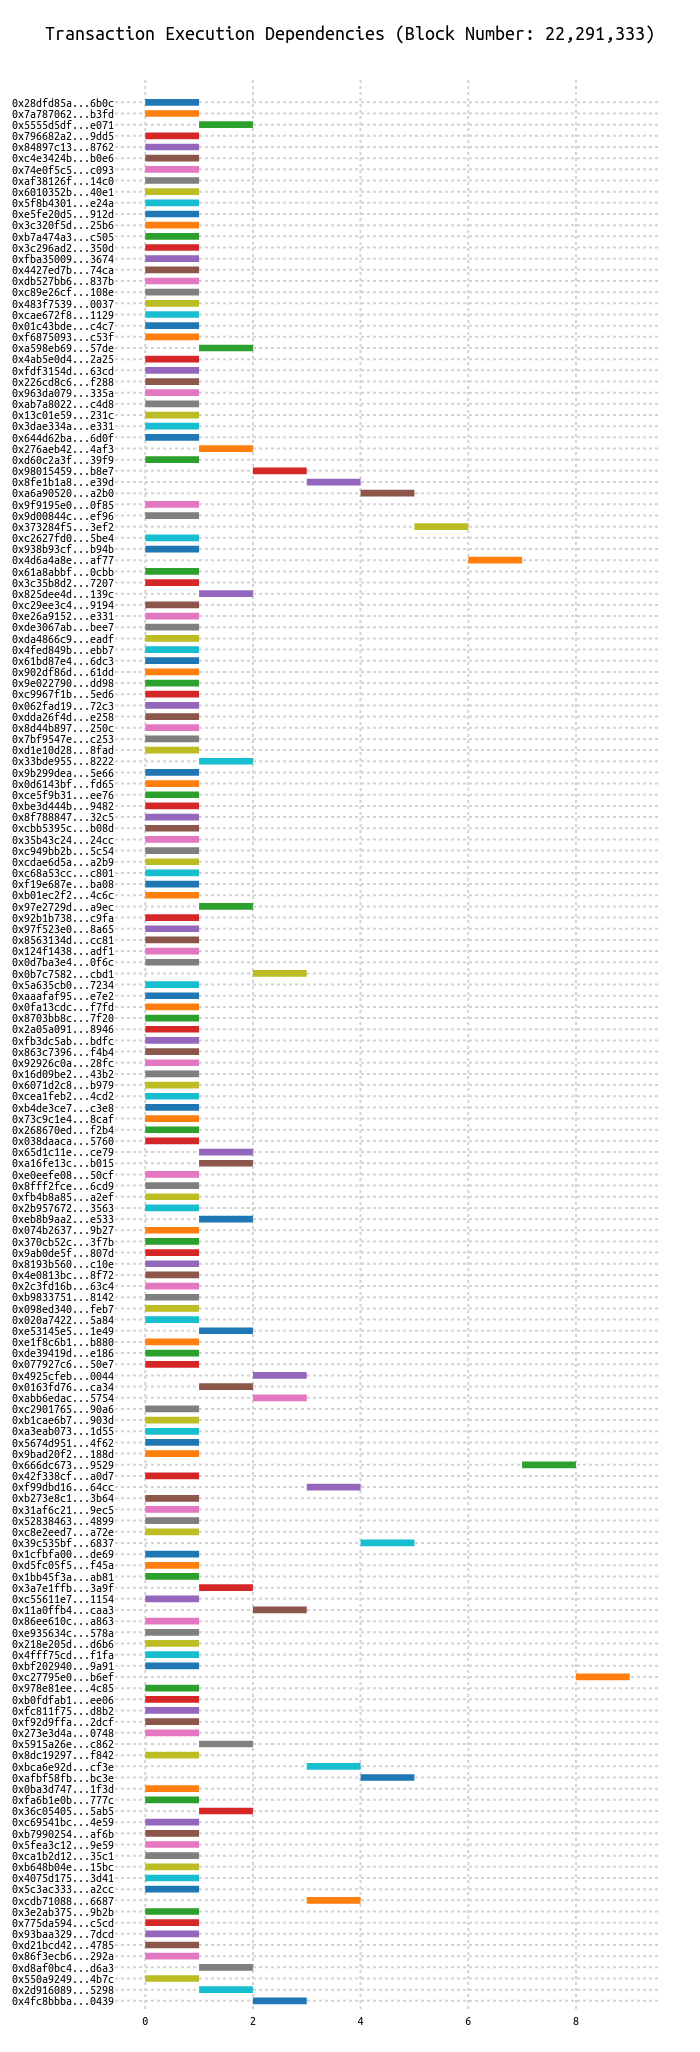 Transaction Execution Dependencies (Block Number: 22,291,333)
0x28dfd85a...6b0c
0x7a787062...b3fd
0x5555d5df...e071
0x796682a2...9dd5
0x84897c13...8762
0xc4e3424b...b0e6
0x74e0f5c5...c093
0xaf38126f...14c0
0x6010352b...40e1
0x5f8b4301...e24a
0xe5fe20d5...912d
0x3c320f5d...25b6
0xb7a474a3...c505
0x3c296ad2...350d
0xfba35009...3674
0x4427ed7b...74ca
0xdb527bb6...837b
0xc89e26cf...108e
0x483f7539...0037
0xcae672f8...1129
0x01c43bde...c4c7
0xf6875093...c53f
0xa598eb69...57de
0x4ab5e0d4...2a25
0xfdf3154d...63cd
0x226cd8c6...f288
0x963da079...335a
0xab7a8022...c4d8
0x13c01e59...231c
0x3dae334a...e331
0x644d62ba...6d0f
0x276aeb42...4af3
0xd60c2a3f...39f9
0x98015459...b8e7
0x8fe1b1a8...e39d
0xa6a90520...a2b0
0x9f9195e0...0f85
0x9d00844c...ef96
0x373284f5...3ef2
0xc2627fd0...5be4
0x938b93cf...b94b
0x4d6a4a8e...af77
0x61a8abbf...0cbb
0x3c35b8d2...7207
0x825dee4d...139c
0xc29ee3c4...9194
0xe26a9152...e331
0xde3067ab...bee7
0xda4866c9...eadf
0x4fed849b...ebb7
0x61bd87e4...6dc3
0x902df86d...61dd
0x9e022790...dd98
0xc9967f1b...5ed6
0x062fad19...72c3
0xdda26f4d...e258
0x8d44b897...250c
0x7bf9547e...c253
0xd1e10d28...8fad
0x33bde955...8222
0x9b299dea...5e66
0x0d6143bf...fd65
0xce5f9b31...ee76
0xbe3d444b...9482
0x8f788847...32c5
0xcbb5395c...b08d
0x35b43c24...24cc
0xc949bb2b...5c54
0xcdae6d5a...a2b9
0xc68a53cc...c801
0xf19e687e...ba08
0xb01ec2f2...4c6c
0x97e2729d...a9ec
0x92b1b738...c9fa
0x97f523e0...8a65
0x8563134d...cc81
0x124f1438...adf1
0x0d7ba3e4...0f6c
0x0b7c7582...cbd1
0x5a635cb0...7234
0xaaafaf95...e7e2
0x0fa13cdc...f7fd
0x8703bb8c...7f20
0x2a05a091...8946
0xfb3dc5ab...bdfc
0x863c7396...f4b4
0x92926c0a...28fc
0x16d09be2...43b2
0x6071d2c8...b979
0xcea1feb2...4cd2
0xb4de3ce7...c3e8
0x73c9c1e4...8caf
0x268670ed...f2b4
0x038daaca...5760
0x65d1c11e...ce79
0xa16fe13c...b015
0xe0eefe08...50cf
0x8fff2fce...6cd9
0xfb4b8a85...a2ef
0x2b957672...3563
0xeb8b9aa2...e533
0x074b2637...9b27
0x370cb52c...3f7b
0x9ab0de5f...807d
0x8193b560...c10e
0x4e0813bc...8f72
0x2c3fd16b...63c4
0xb9833751...8142
0x098ed340...feb7
0x020a7422...5a84
0xe53145e5...1e49
0xe1f8c6b1...b880
0xde39419d...e186
0x077927c6...50e7
0x4925cfeb...0044
0x0163fd76...ca34
0xabb6edac...5754
0xc2901765...90a6
0xb1cae6b7...903d
0xa3eab073...1d55
0x5674d951...4f62
0x9bad20f2...188d
0x666dc673...9529
0x42f338cf...a0d7
0xf99dbd16...64cc
0xb273e8c1...3b64
0x31af6c21...9ec5
0x52838463...4899
0xc8e2eed7...a72e
0x39c535bf...6837
0x1cfbfa00...de69
0xd5fc05f5...f45a
0x1bb45f3a...ab81
0x3a7e1ffb...3a9f
0xc55611e7...1154
0x11a0ffb4...caa3
0x86ee610c...a863
0xe935634c...578a
0x218e205d...d6b6
0x4fff75cd...f1fa
0xbf202940...9a91
0xc27795e0...b6ef
0x978e81ee...4c85
0xb0fdfab1...ee06
0xfc811f75...d8b2
0xf92d9ffa...2dcf
0x273e3d4a...0748
0x5915a26e...c862
0x8dc19297...f842
0xbca6e92d...cf3e
0xafbf58fb...bc3e
0x0ba3d747...1f3d
0xfa6b1e0b...777c
0x36c05405...5ab5
0xc69541bc...4e59
0xb7990254...af6b
0x5fea3c12...9e59
0xca1b2d12...35c1
0xb648b04e...15bc
0x4075d175...3d41
0x5c3ac333...a2cc
0xcdb71088...6687
0x3e2ab375...9b2b
0x775da594...c5cd
0x93baa329...7dcd
0xd21bcd42...4785
0x86f3ecb6...292a
0xd8af0bc4...d6a3
0x550a9249...4b7c
0x2d916089...5298
0x4fc8bbba...0439
0 2 4 6 8